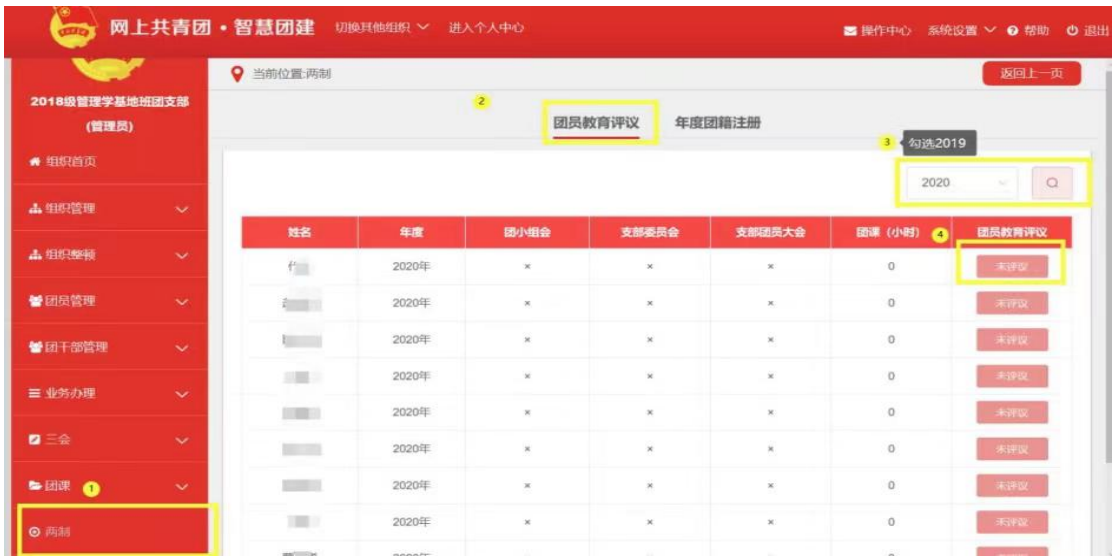 网上共青团·智慧团建 切换其他组织 进入个人中心 操作中心 系统设置 帮助 退出
当前位置:两制 返回上一页
2018级管理学基地班团支部
(管理员)
2 团员教育评议 年度团籍注册
3 勾选2019
组织首页
2020
组织管理
姓名 年度 团小组会 支部委员会 支部团员大会 团课（小时） 4 团员教育评议
组织整顿
2020年 × × × 0 未评议
团员管理
2020年 × × × 0 未评议
团干部管理
2020年 × × × 0 未评议
2020年 × × × 0 未评议
业务办理
2020年 × × × 0 未评议
三会
2020年 × × × 0 未评议
团课 1
2020年 × × × 0 未评议
两制
2020年 × × × 0 未评议